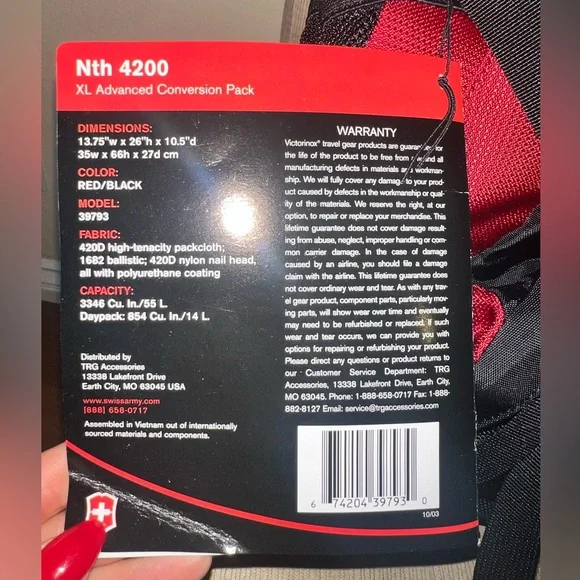 Nth 4200
XL Advanced Conversion Pack
DIMENSIONS:
13.75"w x 26"h x 10.5"d
35w x 66h x 27d cm
COLOR:
RED/BLACK
MODEL:
39793
FABRIC:
420D high-tenacity packcloth;
1682 ballistic; 420D nylon nail head,
all with polyurethane coating
CAPACITY:
3346 Cu. In./55 L.
Daypack: 854 Cu. In./14 L.
Distributed by
TRG Accessories
13338 Lakefront Drive,
Earth City, MO 63045 USA
www.swissarmy.com
[888] 658-0717
Assembled in Vietnam out of internationally
sourced materials and components.
WARRANTY
Victorinox® travel gear products are guaranteed for
the life of the product to be free from and all
manufacturing defects in materials and workman-
ship. We will fully cover any damage to your prod-
uct caused by defects in the workmanship or qual-
ity of the materials. We reserve the right, at our
option, to repair or replace your merchandise. This
lifetime guarantee does not cover damage result-
ing from abuse, neglect, improper handling or com-
mon carrier damage. In the case of damage
caused by an airline, you should file a damage
claim with the airline. This lifetime guarantee does
not cover ordinary wear and tear. As with any trav-
el gear product, component parts, particularly mov-
ing parts, will show wear over time and eventually
may need to be refurbished or replaced. If such
wear and tear occurs, we can provide you with
options for repairing or refurbishing your product.
Please direct any questions or product returns to
our Customer Service Department: TRG
Accessories, 13338 Lakefront Drive, Earth City,
MO 63045. Phone: 1-888-658-0717 Fax: 1-888-
882-8127 Email: service@trgaccessories.com.
6 74204 39793 0
10/03